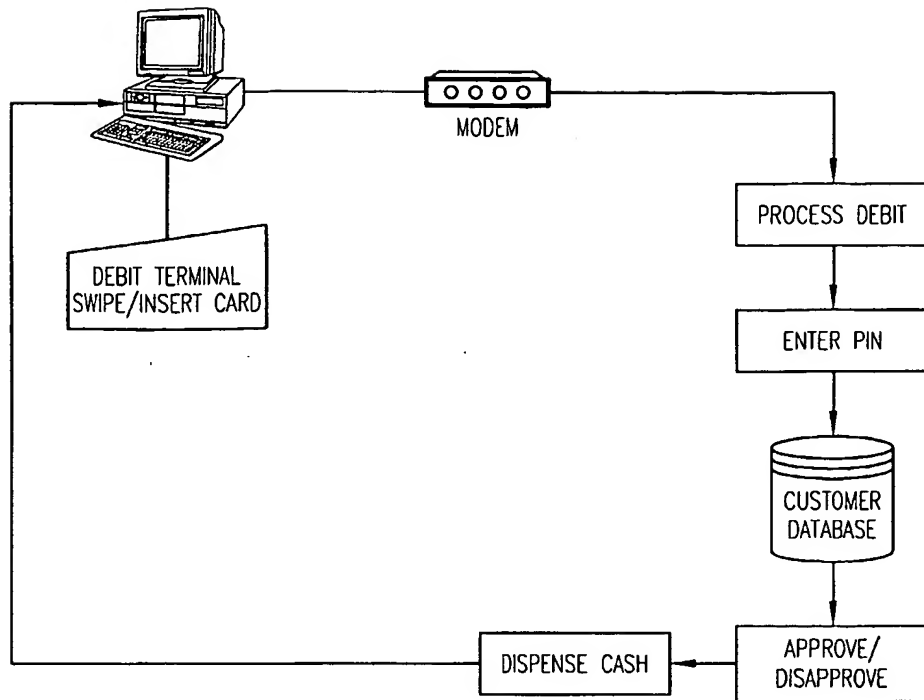 MODEM
PROCESS DEBIT
DEBIT TERMINAL
SWIPE/INSERT CARD
ENTER PIN
CUSTOMER
DATABASE
DISPENSE CASH
APPROVE/
DISAPPROVE